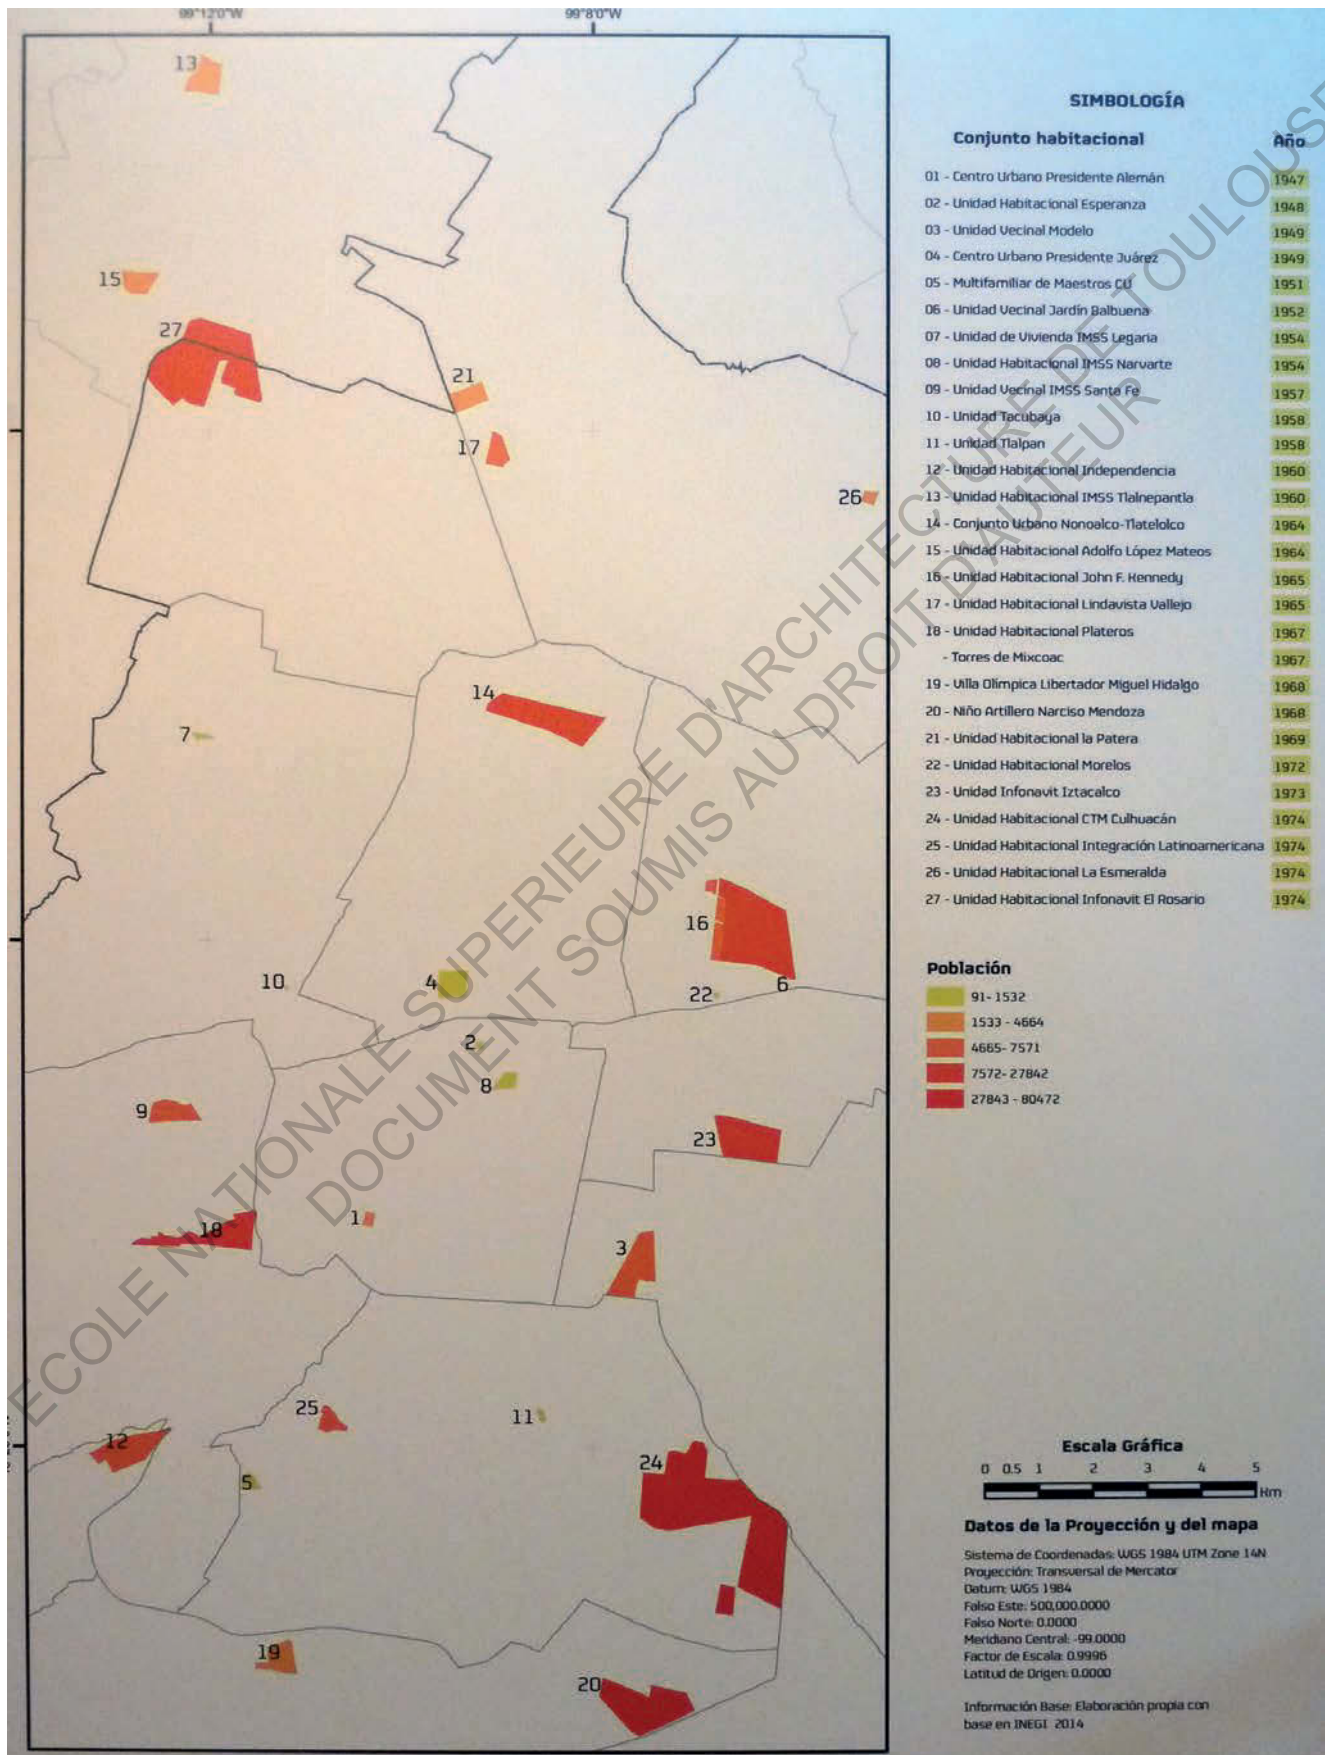 99°12'0"W
99°8'0"W
13
15
27
21
17
26
14
7
16
10
4
22
6
2
8
9
23
1
18
3
25
11
12
24
5
19
20
SIMBOLOGÍA
Conjunto habitacional Año
01 - Centro Urbano Presidente Alemán 1947
02 - Unidad Habitacional Esperanza 1948
03 - Unidad Vecinal Modelo 1949
04 - Centro Urbano Presidente Juárez 1949
05 - Multifamiliar de Maestros CU 1951
06 - Unidad Vecinal Jardín Balbuena 1952
07 - Unidad de Vivienda IMSS Legaria 1954
08 - Unidad Habitacional IMSS Narvarte 1954
09 - Unidad Vecinal IMSS Santa Fe 1957
10 - Unidad Tacubaya 1958
11 - Unidad Tlalpan 1958
12 - Unidad Habitacional Independencia 1960
13 - Unidad Habitacional IMSS Tlalnepantla 1960
14 - Conjunto Urbano Nonoalco-Tlatelolco 1964
15 - Unidad Habitacional Adolfo López Mateos 1964
16 - Unidad Habitacional John F. Kennedy 1965
17 - Unidad Habitacional Lindavista Vallejo 1965
18 - Unidad Habitacional Plateros 1967
- Torres de Mixcoac 1967
19 - Villa Olímpica Libertador Miguel Hidalgo 1968
20 - Niño Artillero Narciso Mendoza 1968
21 - Unidad Habitacional la Patera 1969
22 - Unidad Habitacional Morelos 1972
23 - Unidad Infonavit Iztacalco 1973
24 - Unidad Habitacional CTM Culhuacán 1974
25 - Unidad Habitacional Integración Latinoamericana 1974
26 - Unidad Habitacional La Esmeralda 1974
27 - Unidad Habitacional Infonavit El Rosario 1974
Población
91- 1532
1533 - 4664
4665- 7571
7572- 27842
27843 - 80472
Escala Gráfica
0 0.5 1 2 3 4 5
Km
Datos de la Proyección y del mapa
Sistema de Coordenadas: WGS 1984 UTM Zone 14N
Proyección: Transversal de Mercator
Datum: WGS 1984
Falso Este: 500,000.0000
Falso Norte: 0.0000
Meridiano Central: -99.0000
Factor de Escala: 0.9996
Latitud de Origen: 0.0000
Información Base: Elaboración propia con
base en INEGI 2014
ECOLE NATIONALE SUPERIEURE D'ARCHITECTURE DE TOULOUSE
DOCUMENT SOUMIS AU DROIT D'AUTEUR